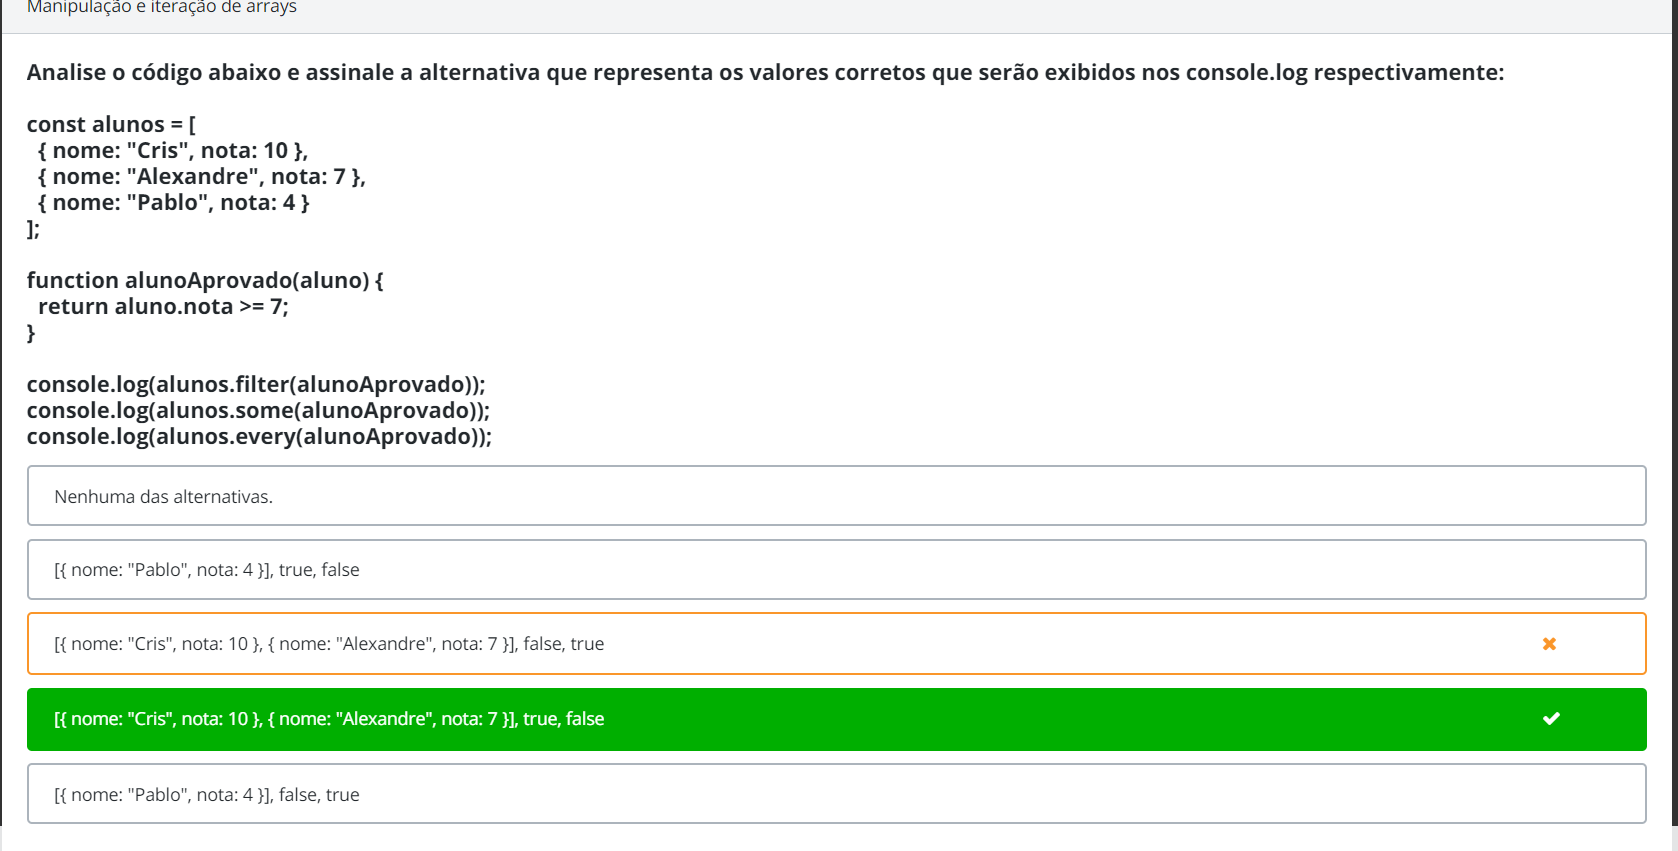 Manipulação e iteração de arrays
Analise o código abaixo e assinale a alternativa que representa os valores corretos que serão exibidos nos console.log respectivamente:
const alunos = [
{ nome: "Cris", nota: 10 },
{ nome: "Alexandre", nota: 7 },
{ nome: "Pablo", nota: 4 }
];
function alunoAprovado(aluno) {
return aluno.nota >= 7;
}
console.log(alunos.filter(alunoAprovado));
console.log(alunos.some(alunoAprovado));
console.log(alunos.every(alunoAprovado));
Nenhuma das alternativas.
[{ nome: "Pablo", nota: 4 }], true, false
[{ nome: "Cris", nota: 10 }, { nome: "Alexandre", nota: 7 }], false, true
[{ nome: "Cris", nota: 10 }, { nome: "Alexandre", nota: 7 }], true, false
[{ nome: "Pablo", nota: 4 }], false, true